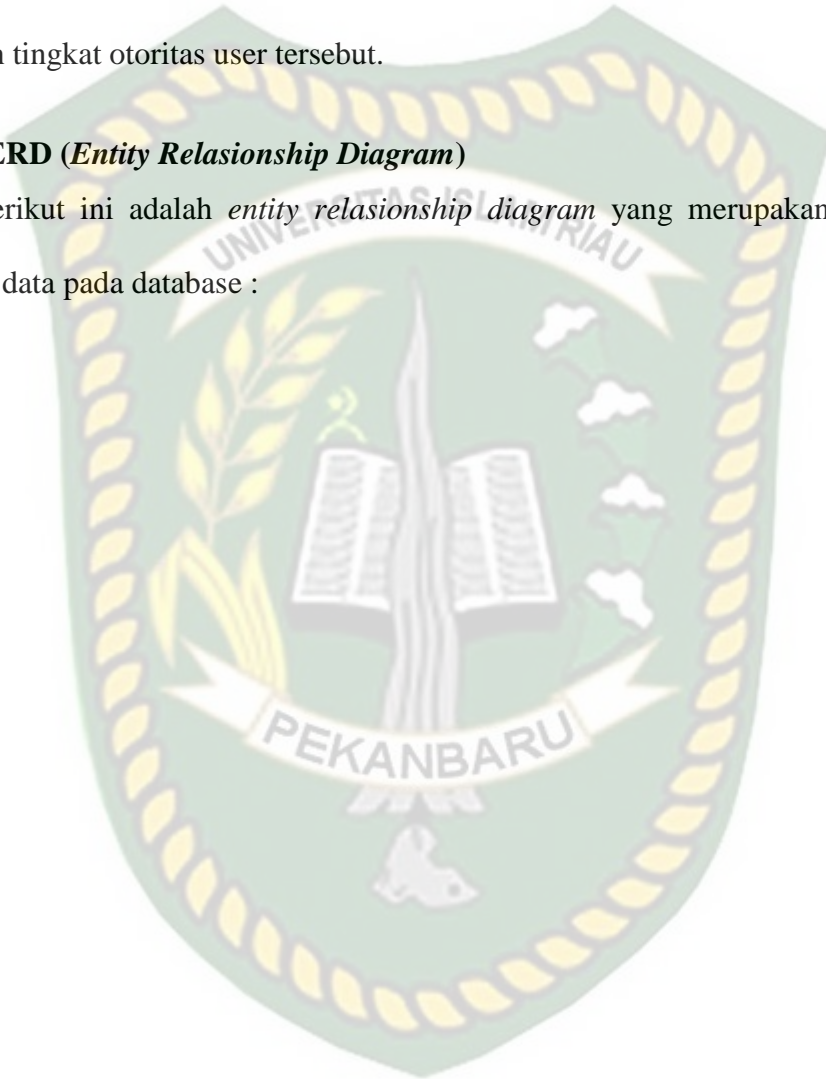 tingkat otoritas user tersebut.
ERD (Entity Relasionship Diagram)
erikut ini adalah entity relasionship diagram yang merupakan
data pada database :
UNIVERSITAS ISLAM RIAU
PEKANBARU